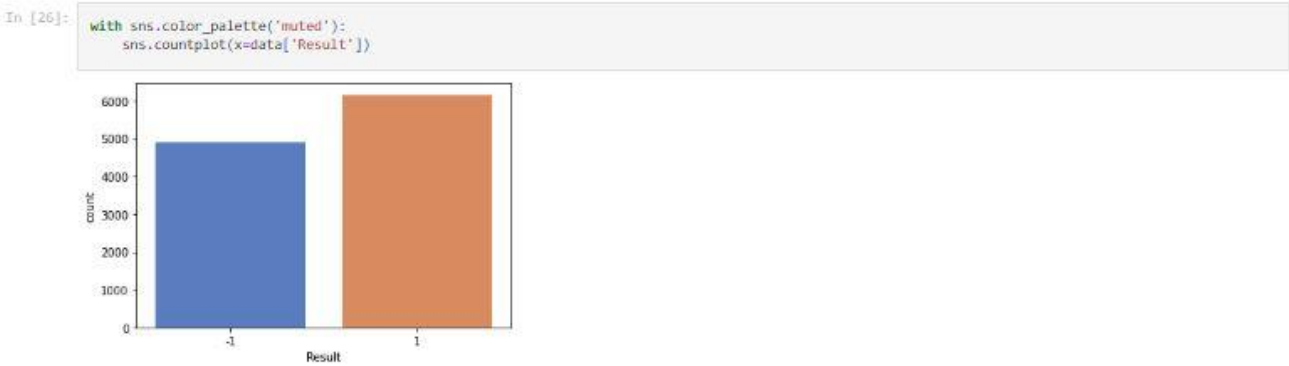 In [26]:
with sns.color_palette('muted'):
    sns.countplot(x=data['Result'])
6000
5000
4000
3000
2000
1000
0
count
-1
1
Result